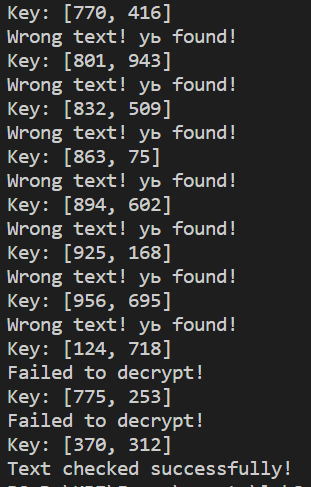 Key: [770, 416]
Wrong text! уь found!
Key: [801, 943]
Wrong text! уь found!
Key: [832, 509]
Wrong text! уь found!
Key: [863, 75]
Wrong text! уь found!
Key: [894, 602]
Wrong text! уь found!
Key: [925, 168]
Wrong text! уь found!
Key: [956, 695]
Wrong text! уь found!
Key: [124, 718]
Failed to decrypt!
Key: [775, 253]
Failed to decrypt!
Key: [370, 312]
Text checked successfully!